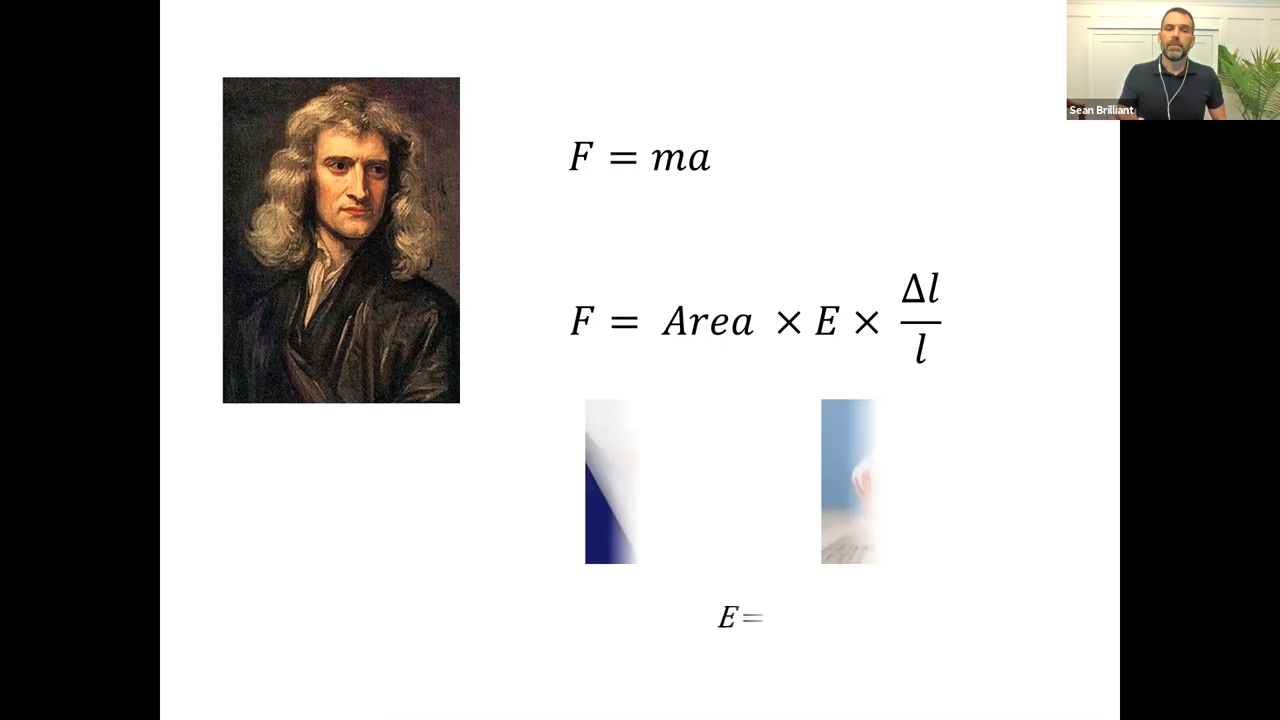 Sean Brilliant
F = ma
F = Area × E × Δl/l
E =